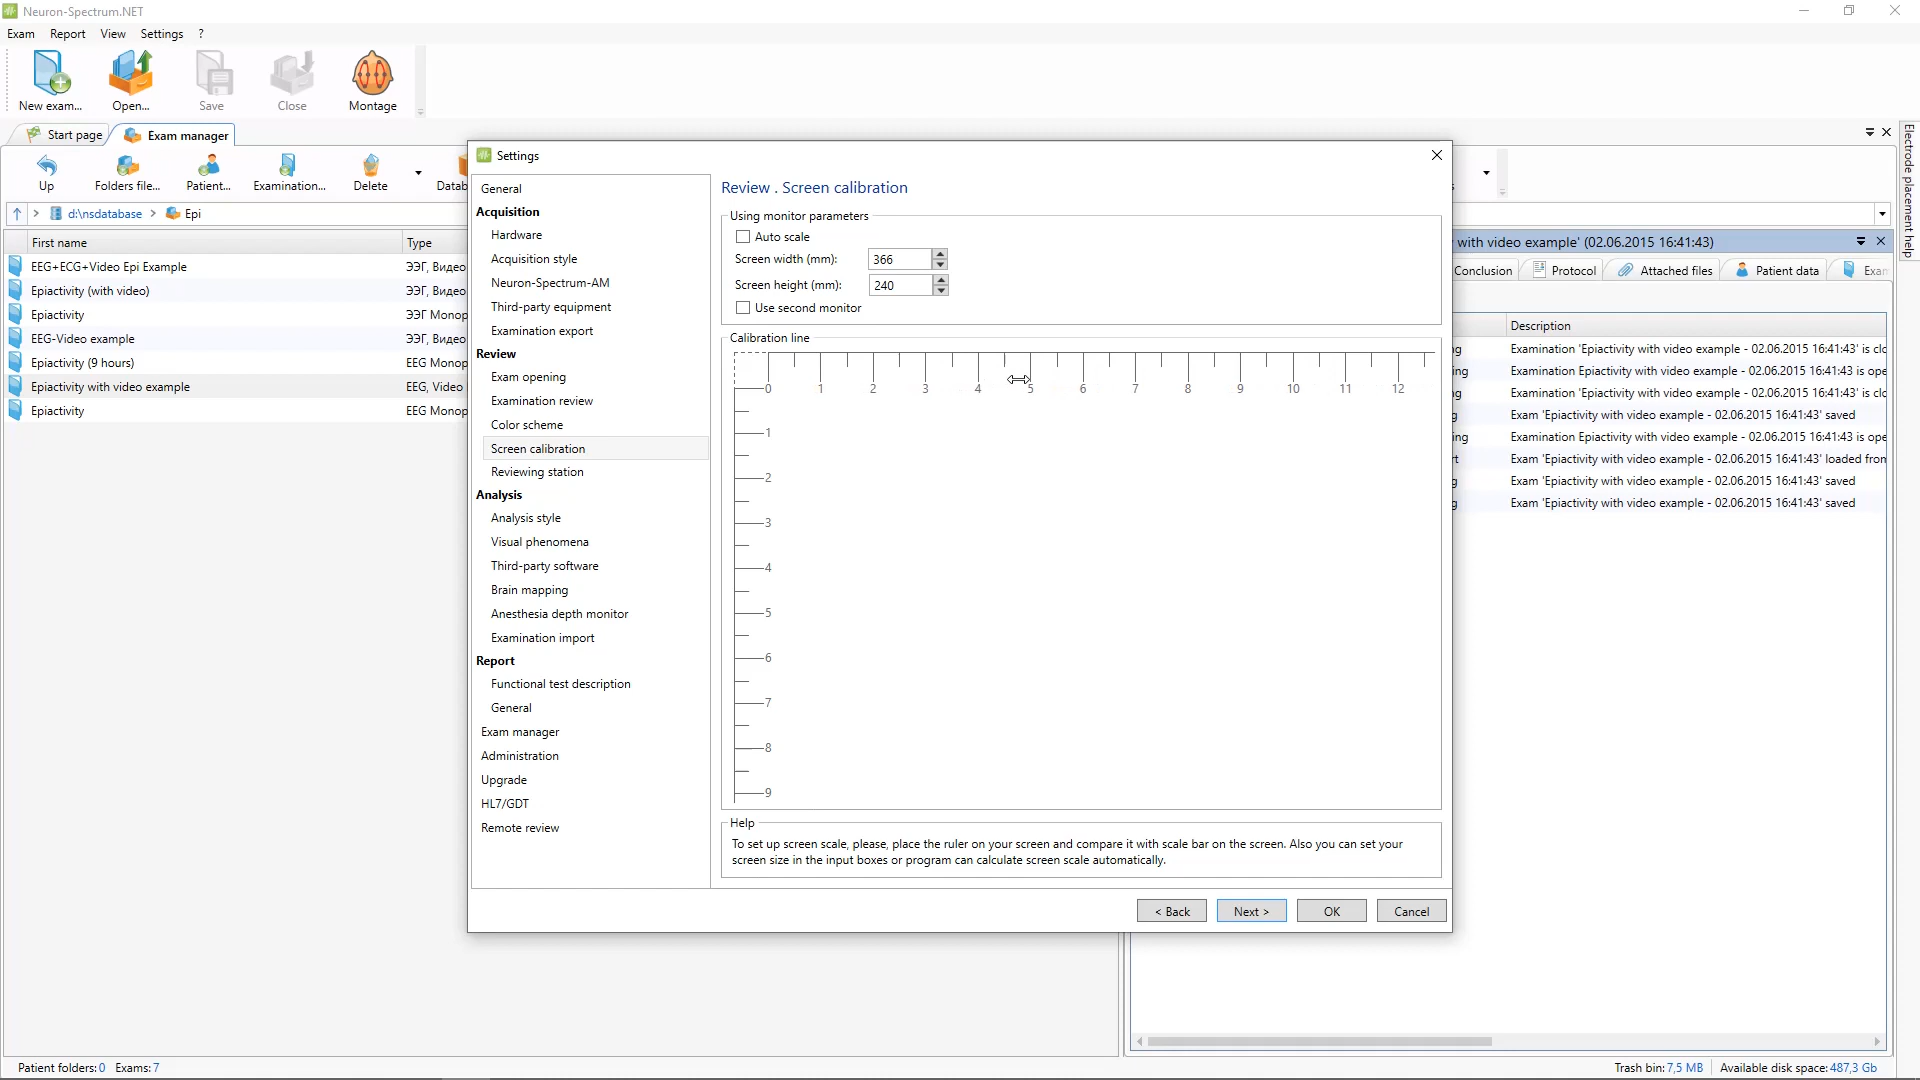 Neuron-Spectrum.NET
Exam Report View Settings ?
New exam... Open... Save Close Montage
Start page Exam manager
Up Folders file... Patient... Examination... Delete Datab
d:\nsdatabase > Epi
First name Type
EEG+ECG+Video Epi Example ЭЭГ, Видео
Epiactivity (with video) ЭЭГ, Видео
Epiactivity ЭЭГ Моnop
EEG-Video example ЭЭГ, Видео
Epiactivity (9 hours) EEG Monop
Epiactivity with video example EEG, Video
Epiactivity EEG Monop
Settings
General
Acquisition
Hardware
Acquisition style
Neuron-Spectrum-AM
Third-party equipment
Examination export
Review
Exam opening
Examination review
Color scheme
Screen calibration
Reviewing station
Analysis
Analysis style
Visual phenomena
Third-party software
Brain mapping
Anesthesia depth monitor
Examination import
Report
Functional test description
General
Exam manager
Administration
Upgrade
HL7/GDT
Remote review
Review . Screen calibration
Using monitor parameters
Auto scale
Screen width (mm): 366
Screen height (mm): 240
Use second monitor
Calibration line
0 1 2 3 4 5 6 7 8 9 10 11 12
1
2
3
4
5
6
7
8
9
Help
To set up screen scale, please, place the ruler on your screen and compare it with scale bar on the screen. Also you can set your
screen size in the input boxes or program can calculate screen scale automatically.
< Back Next > OK Cancel
with video example' (02.06.2015 16:41:43)
Conclusion Protocol Attached files Patient data Exam
Description
Examination 'Epiactivity with video example - 02.06.2015 16:41:43' is clo
Examination Epiactivity with video example - 02.06.2015 16:41:43 is ope
Examination 'Epiactivity with video example - 02.06.2015 16:41:43' is clo
Exam 'Epiactivity with video example - 02.06.2015 16:41:43' saved
Examination Epiactivity with video example - 02.06.2015 16:41:43 is ope
Exam 'Epiactivity with video example - 02.06.2015 16:41:43' loaded from
Exam 'Epiactivity with video example - 02.06.2015 16:41:43' saved
Exam 'Epiactivity with video example - 02.06.2015 16:41:43' saved
Electrode placement help
Patient folders:0 Exams:7
Trash bin:7,5 MB Available disk space:487,3 Gb